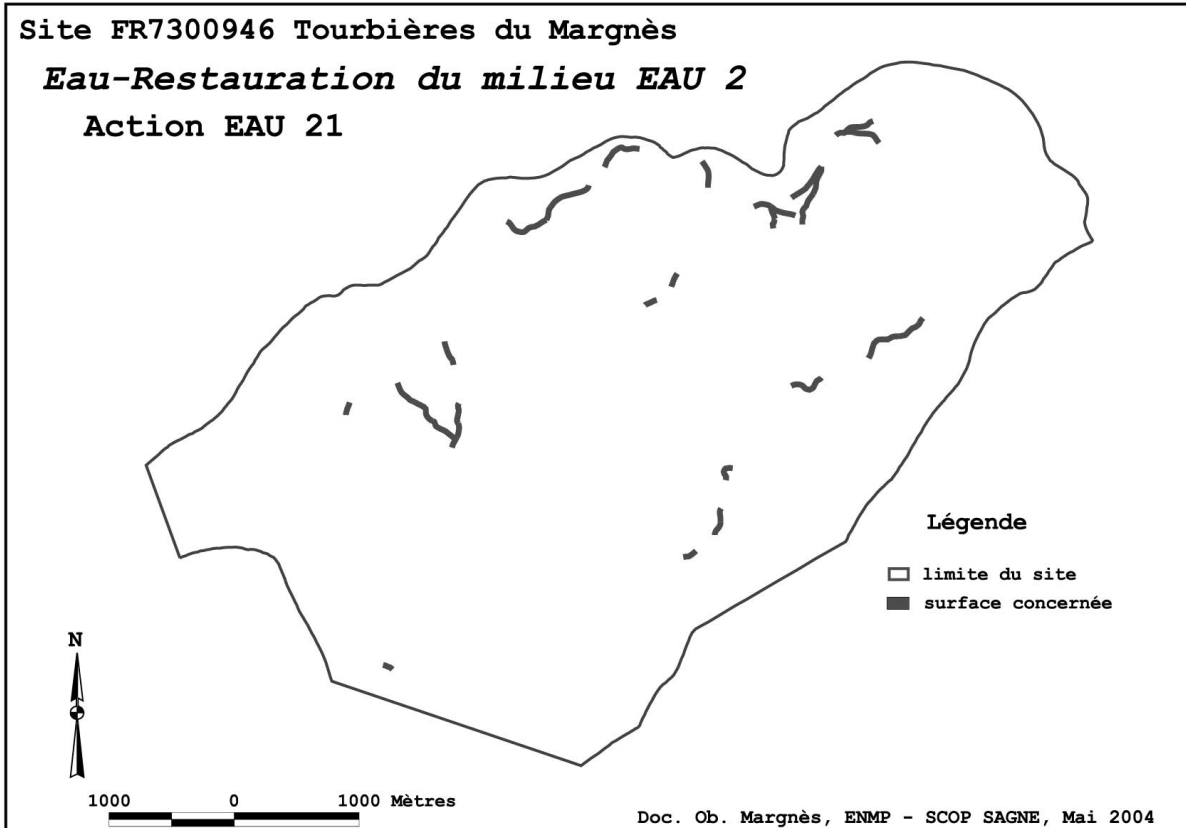 Site FR7300946 Tourbières du Margnès
Eau-Restauration du milieu EAU 2
Action EAU 21
Légende
limite du site
surface concernée
N
1000 0 1000 Mètres
Doc. Ob. Margnès, ENMP - SCOP SAGNE, Mai 2004